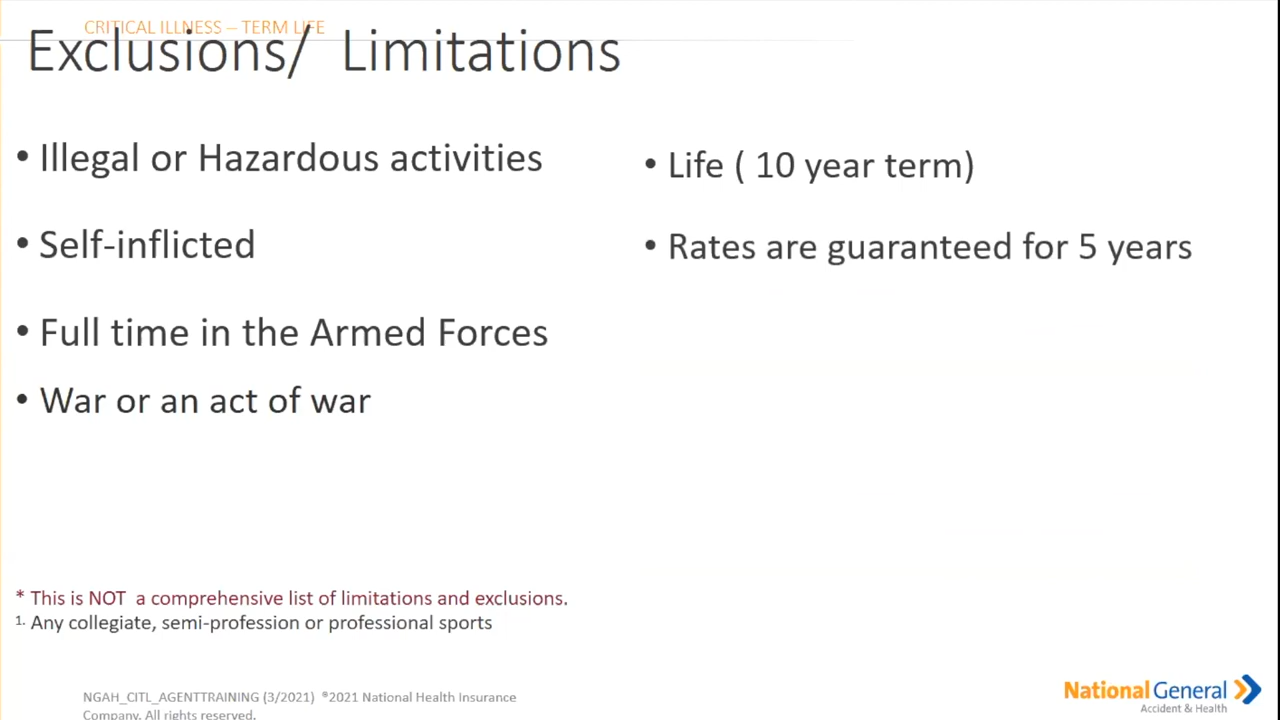 CRITICAL ILLNESS – TERM LIFE
Exclusions/ Limitations
• Illegal or Hazardous activities
• Self-inflicted
• Full time in the Armed Forces
• War or an act of war
• Life ( 10 year term)
• Rates are guaranteed for 5 years
* This is NOT a comprehensive list of limitations and exclusions.
1. Any collegiate, semi-profession or professional sports
NGAH_CITL_AGENTTRAINING (3/2021) ®2021 National Health Insurance
Company. All rights reserved.
National General
Accident & Health